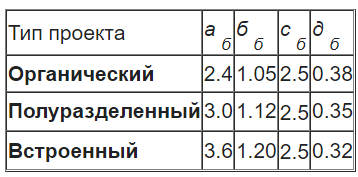 Тип проекта а б б б с б д б
Органический 2.4 1.05 2.5 0.38
Полуразделенный 3.0 1.12 2.5 0.35
Встроенный 3.6 1.20 2.5 0.32